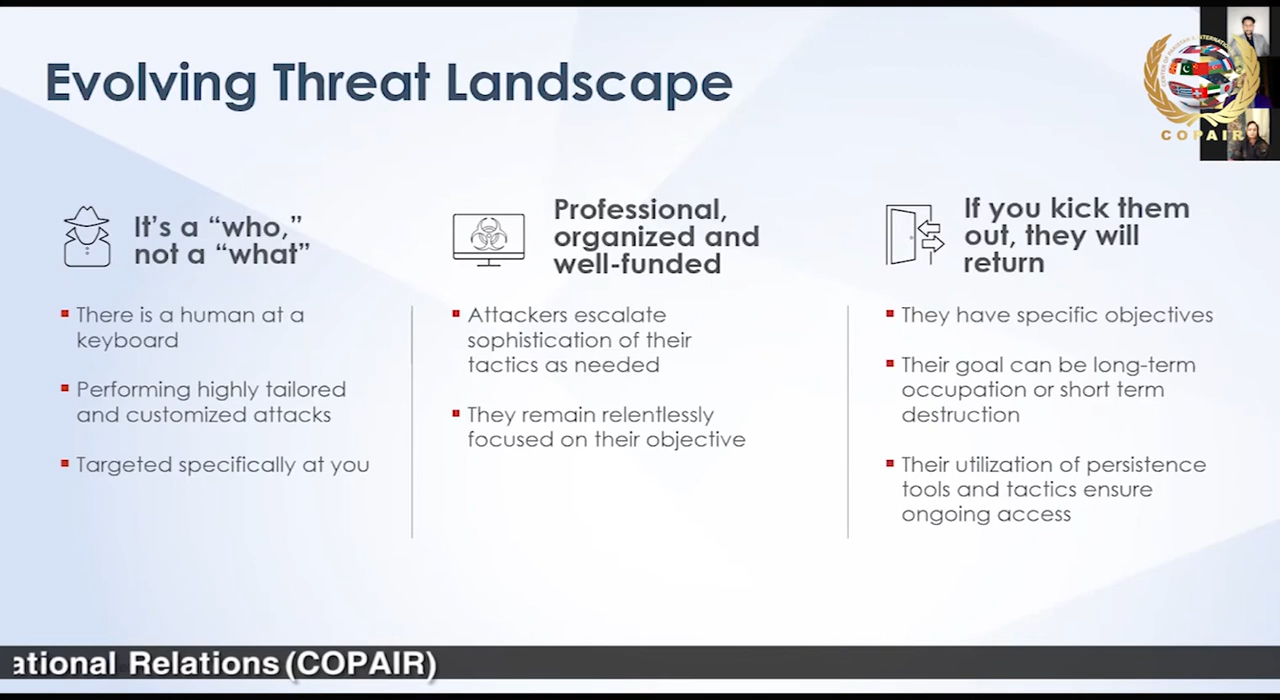 Evolving Threat Landscape
COPAIR
It’s a “who,”
not a “what”
There is a human at a
keyboard
Performing highly tailored
and customized attacks
Targeted specifically at you
Professional,
organized and
well-funded
Attackers escalate
sophistication of their
tactics as needed
They remain relentlessly
focused on their objective
If you kick them
out, they will
return
They have specific objectives
Their goal can be long-term
occupation or short term
destruction
Their utilization of persistence
tools and tactics ensure
ongoing access
ational Relations (COPAIR)